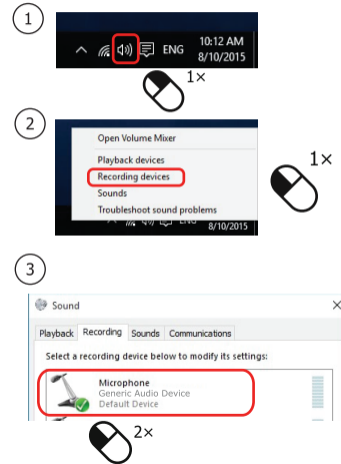 1
ENG
10:12 AM
8/10/2015
1×
2
Open Volume Mixer
Playback devices
Recording devices
Sounds
Troubleshoot sound problems
8/10/2015
1×
3
Sound
Playback Recording Sounds Communications
Select a recording device below to modify its settings:
Microphone
Generic Audio Device
Default Device
2×